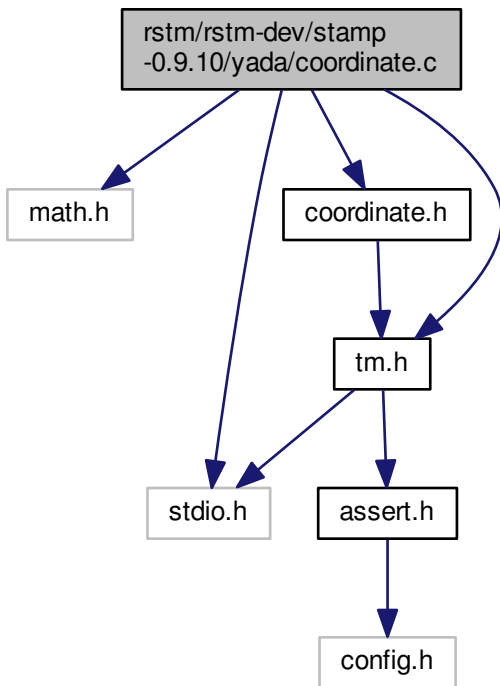 rstm/rstm-dev/stamp
-0.9.10/yada/coordinate.c
math.h
coordinate.h
tm.h
stdio.h
assert.h
config.h